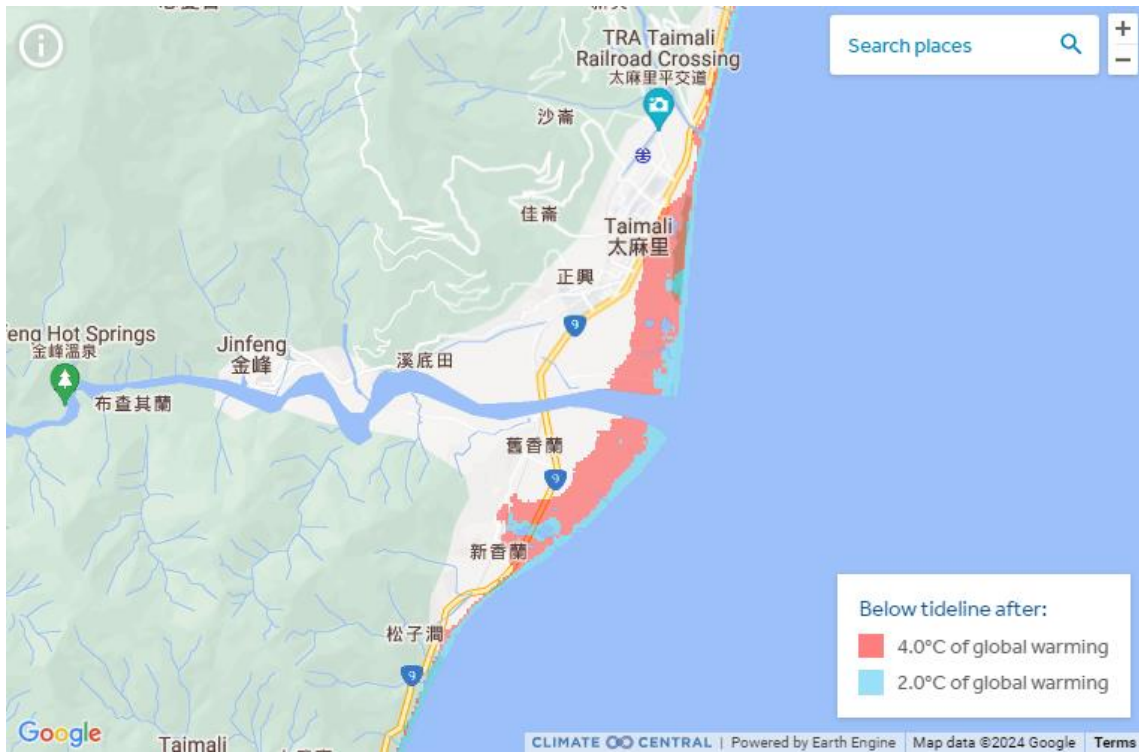 TRA Taimali
Railroad Crossing
太麻里平交道
Search places
+
−
沙崙
佳崙
Taimali
太麻里
正興
9
feng Hot Springs
金峰溫泉
Jinfeng
金峰
溪底田
布查其蘭
舊香蘭
9
新香蘭
松子澗
9
Below tideline after:
4.0°C of global warming
2.0°C of global warming
Google
Taimali
CLIMATE CENTRAL | Powered by Earth Engine | Map data ©2024 Google | Terms